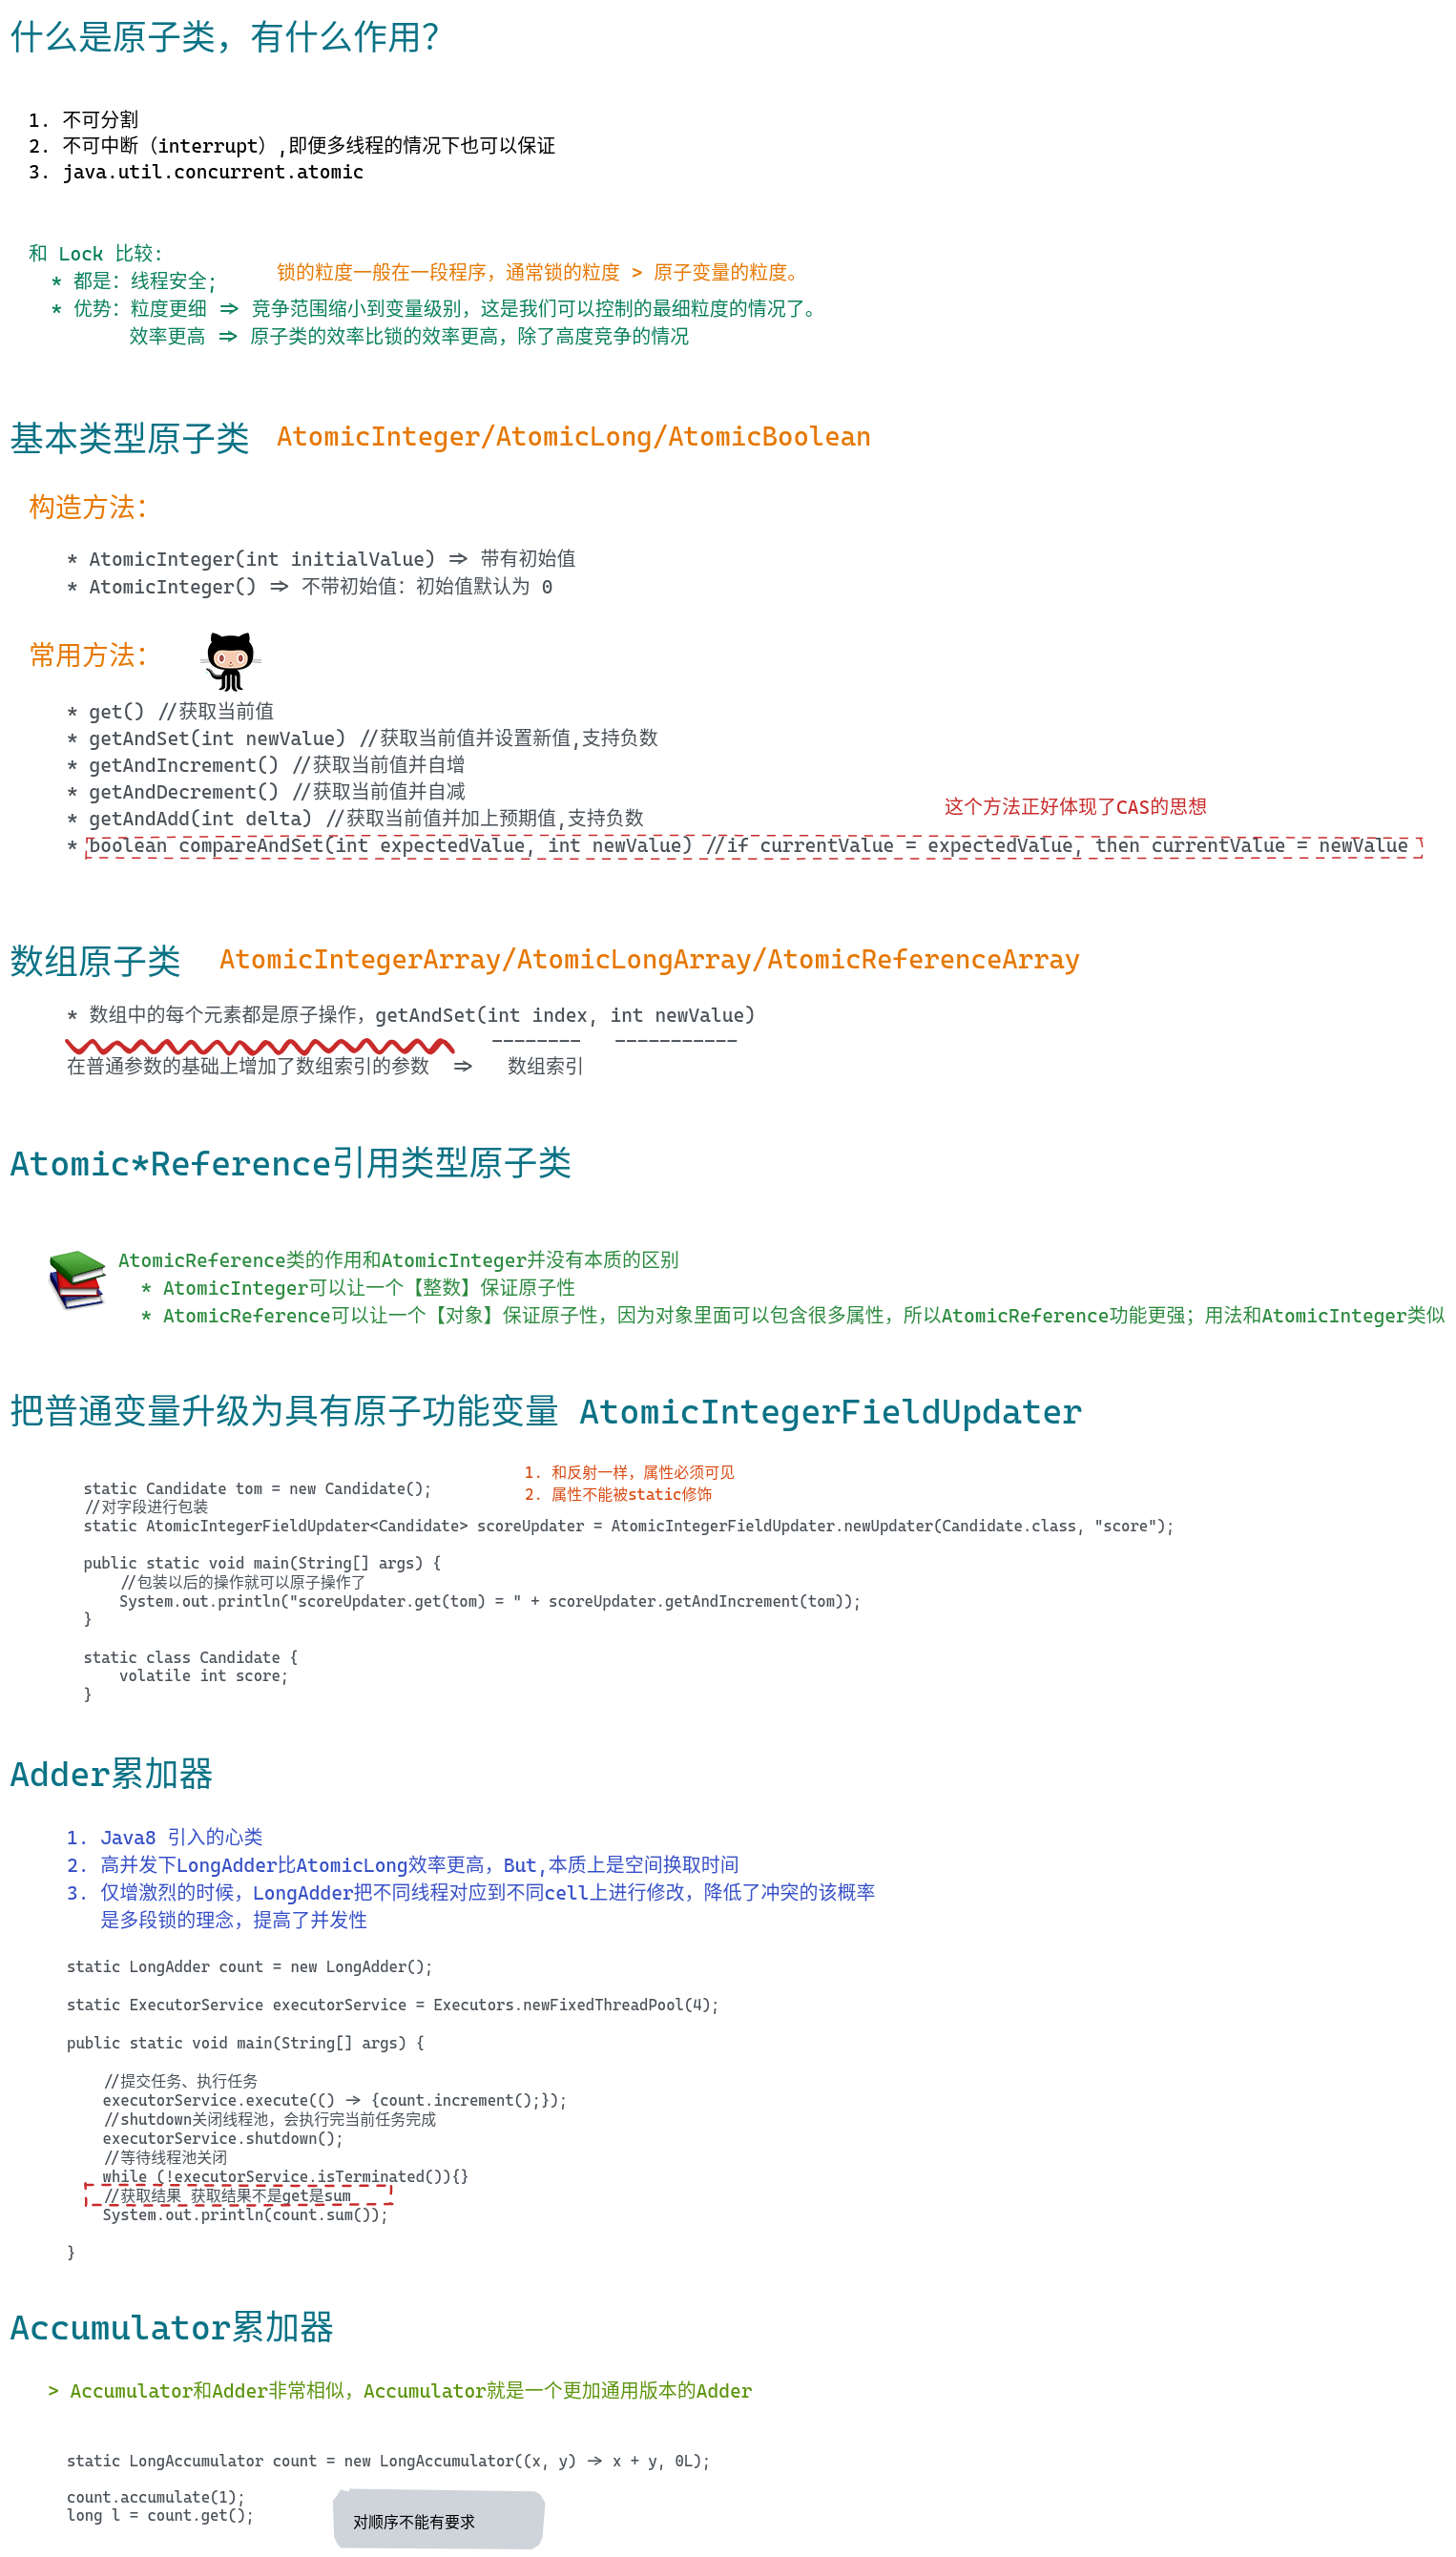 什么是原子类，有什么作用？
1. 不可分割
2. 不可中断（interrupt）,即便多线程的情况下也可以保证
3. java.util.concurrent.atomic
和 Lock 比较：
* 都是：线程安全；
锁的粒度一般在一段程序，通常锁的粒度 > 原子变量的粒度。
* 优势：粒度更细 => 竞争范围缩小到变量级别，这是我们可以控制的最细粒度的情况了。
效率更高 => 原子类的效率比锁的效率更高，除了高度竞争的情况
基本类型原子类 AtomicInteger/AtomicLong/AtomicBoolean
构造方法：
* AtomicInteger(int initialValue) => 带有初始值
* AtomicInteger() => 不带初始值：初始值默认为 0
常用方法：
* get() //获取当前值
* getAndSet(int newValue) //获取当前值并设置新值,支持负数
* getAndIncrement() //获取当前值并自增
* getAndDecrement() //获取当前值并自减
* getAndAdd(int delta) //获取当前值并加上预期值,支持负数
这个方法正好体现了CAS的思想
* boolean compareAndSet(int expectedValue, int newValue) //if currentValue = expectedValue, then currentValue = newValue
数组原子类 AtomicIntegerArray/AtomicLongArray/AtomicReferenceArray
* 数组中的每个元素都是原子操作，getAndSet(int index, int newValue)
在普通参数的基础上增加了数组索引的参数 => 数组索引
Atomic*Reference引用类型原子类
AtomicReference类的作用和AtomicInteger并没有本质的区别
* AtomicInteger可以让一个【整数】保证原子性
* AtomicReference可以让一个【对象】保证原子性，因为对象里面可以包含很多属性，所以AtomicReference功能更强；用法和AtomicInteger类似
把普通变量升级为具有原子功能变量 AtomicIntegerFieldUpdater
1. 和反射一样，属性必须可见
2. 属性不能被static修饰
static Candidate tom = new Candidate();
//对字段进行包装
static AtomicIntegerFieldUpdater<Candidate> scoreUpdater = AtomicIntegerFieldUpdater.newUpdater(Candidate.class, "score");
public static void main(String[] args) {
//包装以后的操作就可以原子操作了
System.out.println("scoreUpdater.get(tom) = " + scoreUpdater.getAndIncrement(tom));
}
static class Candidate {
volatile int score;
}
Adder累加器
1. Java8 引入的心类
2. 高并发下LongAdder比AtomicLong效率更高，But,本质上是空间换取时间
3. 仅增激烈的时候，LongAdder把不同线程对应到不同cell上进行修改，降低了冲突的该概率
是多段锁的理念，提高了并发性
static LongAdder count = new LongAdder();
static ExecutorService executorService = Executors.newFixedThreadPool(4);
public static void main(String[] args) {
//提交任务、执行任务
executorService.execute(() -> {count.increment();});
//shutdown关闭线程池，会执行完当前任务完成
executorService.shutdown();
//等待线程池关闭
while (!executorService.isTerminated()){}
//获取结果 获取结果不是get是sum
System.out.println(count.sum());
}
Accumulator累加器
> Accumulator和Adder非常相似，Accumulator就是一个更加通用版本的Adder
static LongAccumulator count = new LongAccumulator((x, y) -> x + y, 0L);
count.accumulate(1);
long l = count.get();
对顺序不能有要求